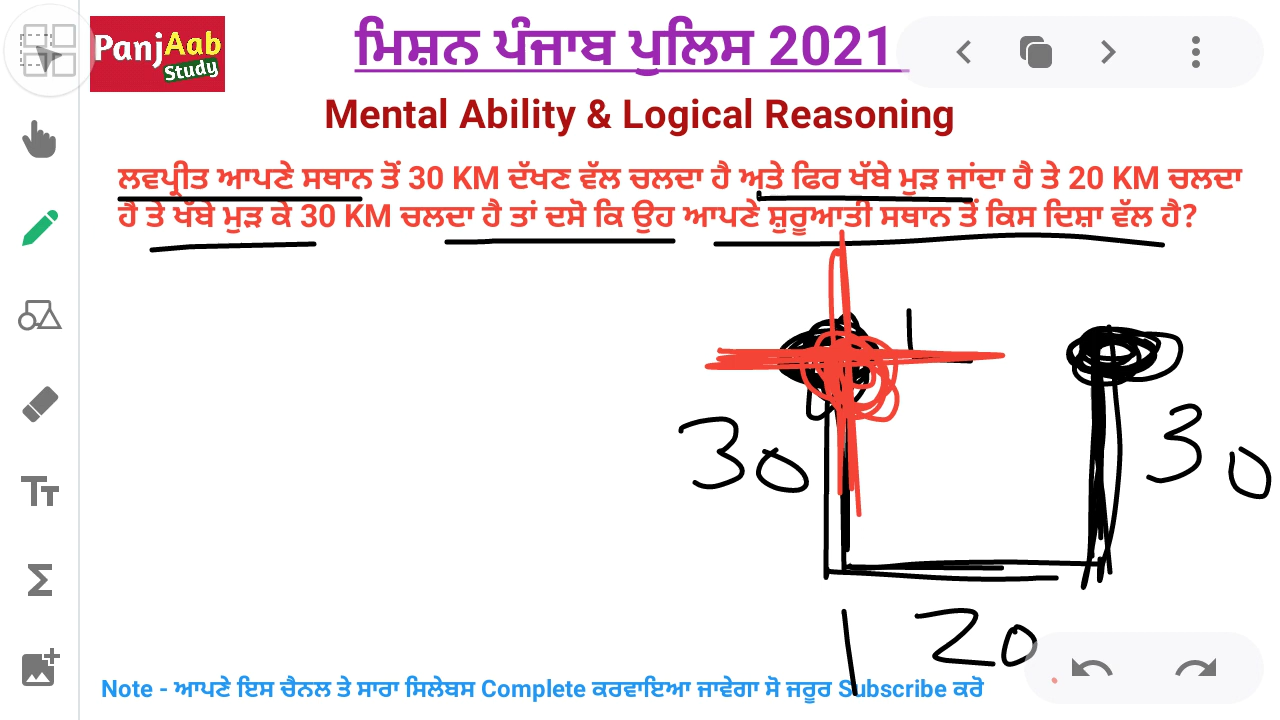 PanjAab
Study
ਮਿਸ਼ਨ ਪੰਜਾਬ ਪੁਲਿਸ 2021
Mental Ability & Logical Reasoning
ਲਵਪ੍ਰੀਤ ਆਪਣੇ ਸਥਾਨ ਤੋਂ 30 KM ਦੱਖਣ ਵੱਲ ਚਲਦਾ ਹੈ ਅਤੇ ਫਿਰ ਖੱਬੇ ਮੁੜ ਜਾਂਦਾ ਹੈ ਤੇ 20 KM ਚਲਦਾ
ਹੈ ਤੇ ਖੱਬੇ ਮੁੜ ਕੇ 30 KM ਚਲਦਾ ਹੈ ਤਾਂ ਦਸੋ ਕਿ ਉਹ ਆਪਣੇ ਸ਼ੁਰੂਆਤੀ ਸਥਾਨ ਤੋਂ ਕਿਸ ਦਿਸ਼ਾ ਵੱਲ ਹੈ?
30
30
20
Note - ਆਪਣੇ ਇਸ ਚੈਨਲ ਤੇ ਸਾਰਾ ਸਿਲੇਬਸ Complete ਕਰਵਾਇਆ ਜਾਵੇਗਾ ਸੋ ਜਰੂਰ Subscribe ਕਰੋ